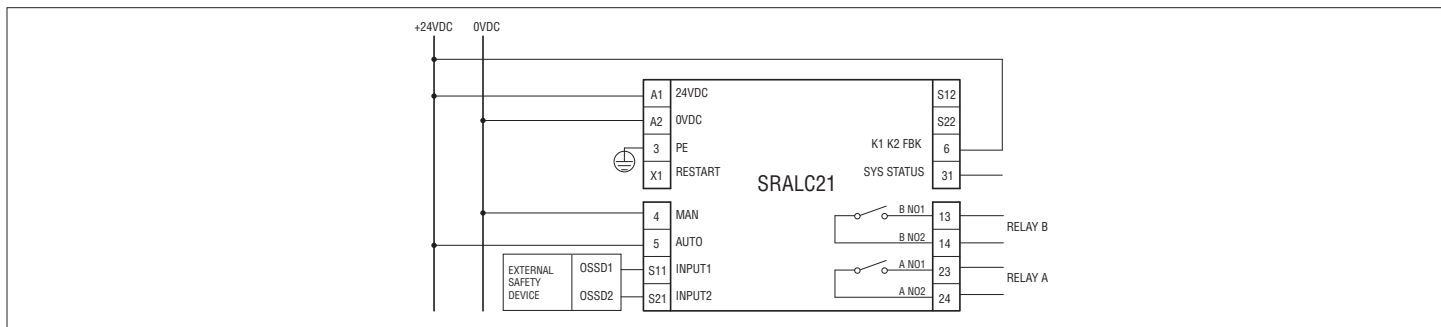 +24VDC 0VDC
A1 24VDC
A2 0VDC
3 PE
X1 RESTART
SRALC21
S12
S22
K1 K2 FBK 6
SYS STATUS 31
4 MAN
5 AUTO
S11 INPUT1
S21 INPUT2
EXTERNAL
SAFETY
DEVICE
OSSD1
OSSD2
B NO1 13
B NO2 14
RELAY B
A NO1 23
A NO2 24
RELAY A